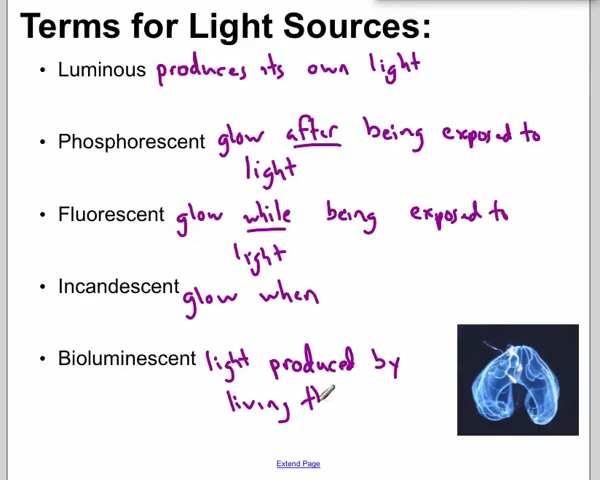 Terms for Light Sources:
• Luminous produces its own light
• Phosphorescent glow after being exposed to
light
• Fluorescent glow while being exposed to
light
• Incandescent glow when
• Bioluminescent light produced by
living th
Extend Page